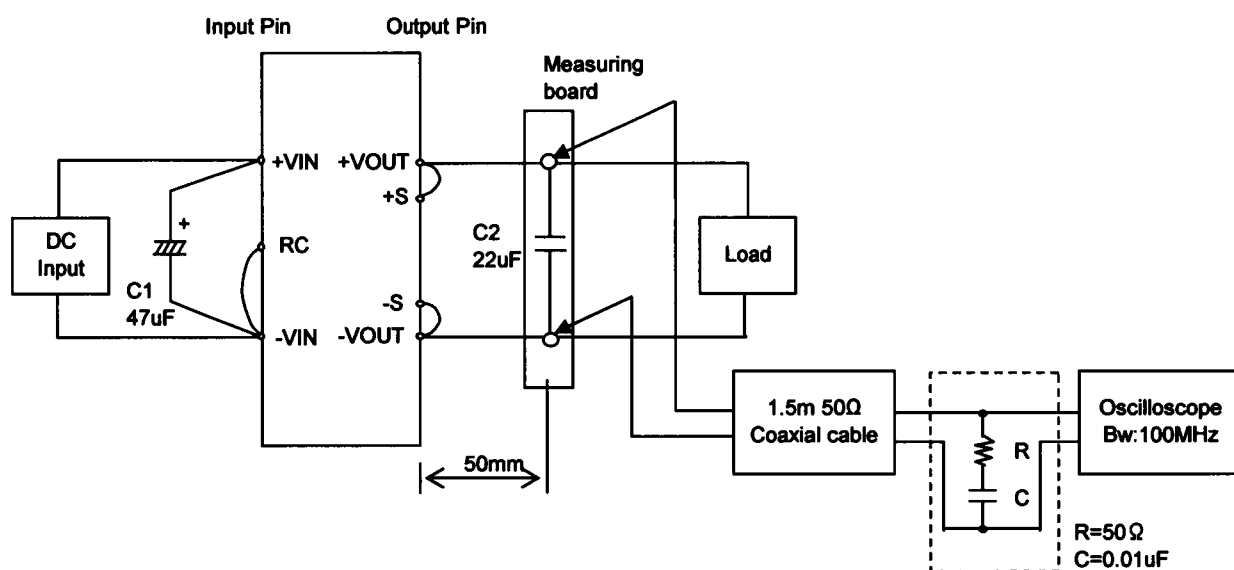 Input Pin
Output Pin
Measuring
board
+VIN
+VOUT
+S
DC
Input
+
C1
47uF
RC
C2
22uF
Load
-S
-VIN
-VOUT
50mm
1.5m 50Ω
Coaxial cable
R
C
Oscilloscope
Bw:100MHz
R=50Ω
C=0.01uF